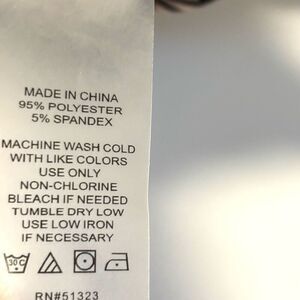 MADE IN CHINA
95% POLYESTER
5% SPANDEX
MACHINE WASH COLD
WITH LIKE COLORS
USE ONLY
NON-CHLORINE
BLEACH IF NEEDED
TUMBLE DRY LOW
USE LOW IRON
IF NECESSARY
30C
RN#51323